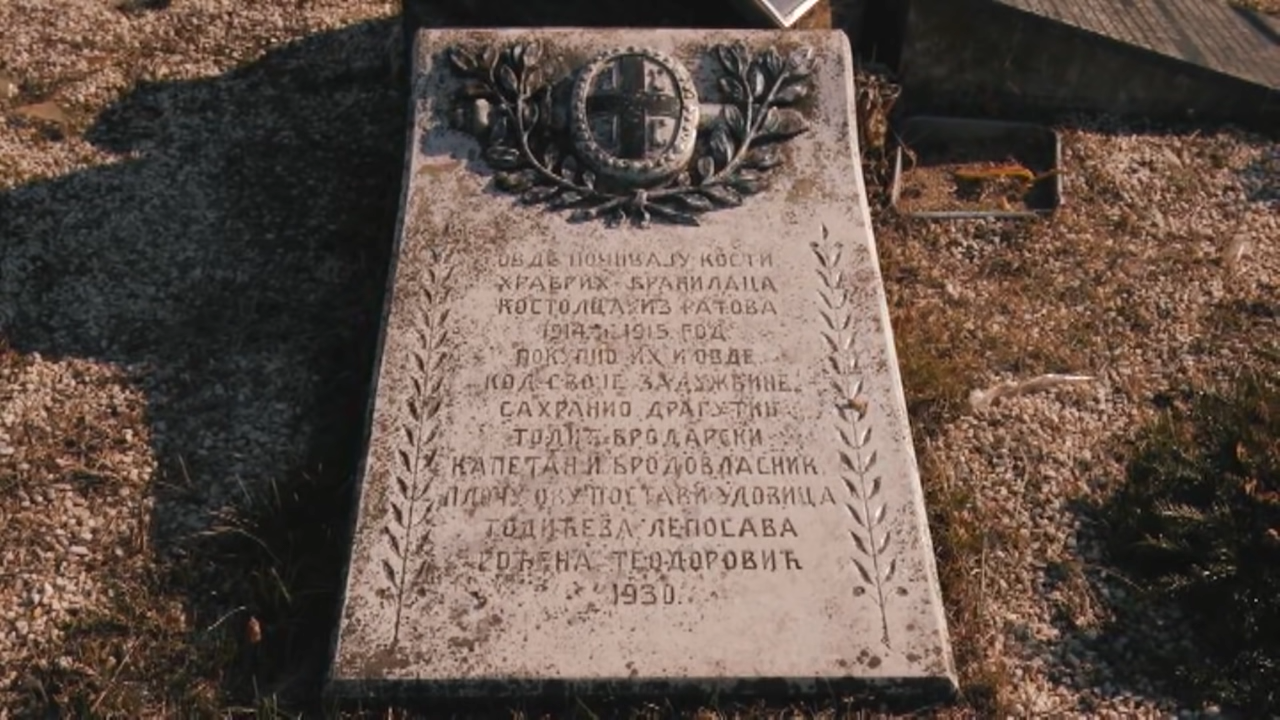 ОВДЕ ПОЧИВАЈУ КОСТИ
ХРАБРИХ БРАНИЛАЦА
КОСТОЛЦА ИЗ РАТОВА
1914 И 1915 ГОД
ПОКУПИО ИХ И ОВДЕ
КОД СВОЈЕ ЗАДУЖБИНЕ
САХРАНИО ДРАГУТИН
ТОДИЋ БРОДАРСКИ
КАПЕТАН И БРОДОВЛАСНИК
ПЛОЧУ ОВУ ПОСТАВИ УДОВИЦА
ТОДИЋЕВА ЛЕПОСАВА
РОЂЕНА ТЕОДОРОВИЋ
1930.